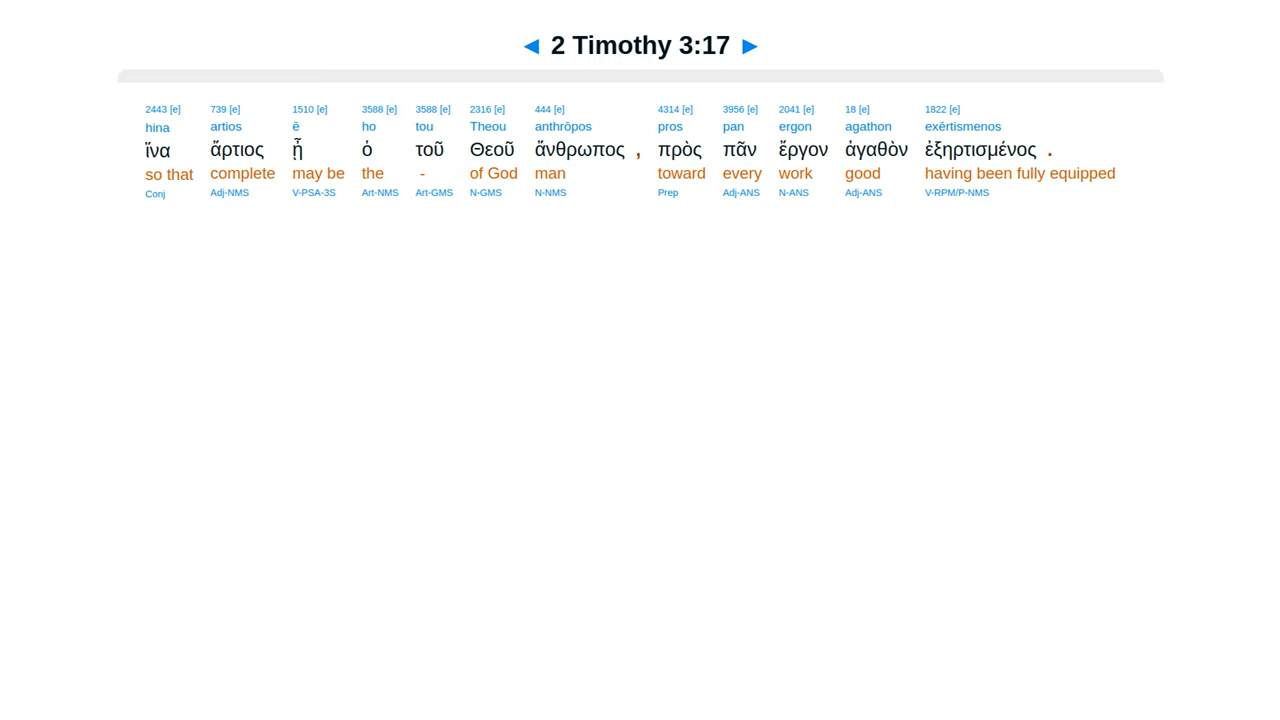 ◄ 2 Timothy 3:17 ►
2443 [e] 739 [e] 1510 [e] 3588 [e] 3588 [e] 2316 [e] 444 [e] 4314 [e] 3956 [e] 2041 [e] 18 [e] 1822 [e]
hina artios ē ho tou Theou anthrōpos pros pan ergon agathon exērtismenos
ἵνα ἄρτιος ᾖ ὁ τοῦ Θεοῦ ἄνθρωπος , πρὸς πᾶν ἔργον ἀγαθὸν ἐξηρτισμένος .
so that complete may be the - of God man toward every work good having been fully equipped
Conj Adj-NMS V-PSA-3S Art-NMS Art-GMS N-GMS N-NMS Prep Adj-ANS N-ANS Adj-ANS V-RPM/P-NMS